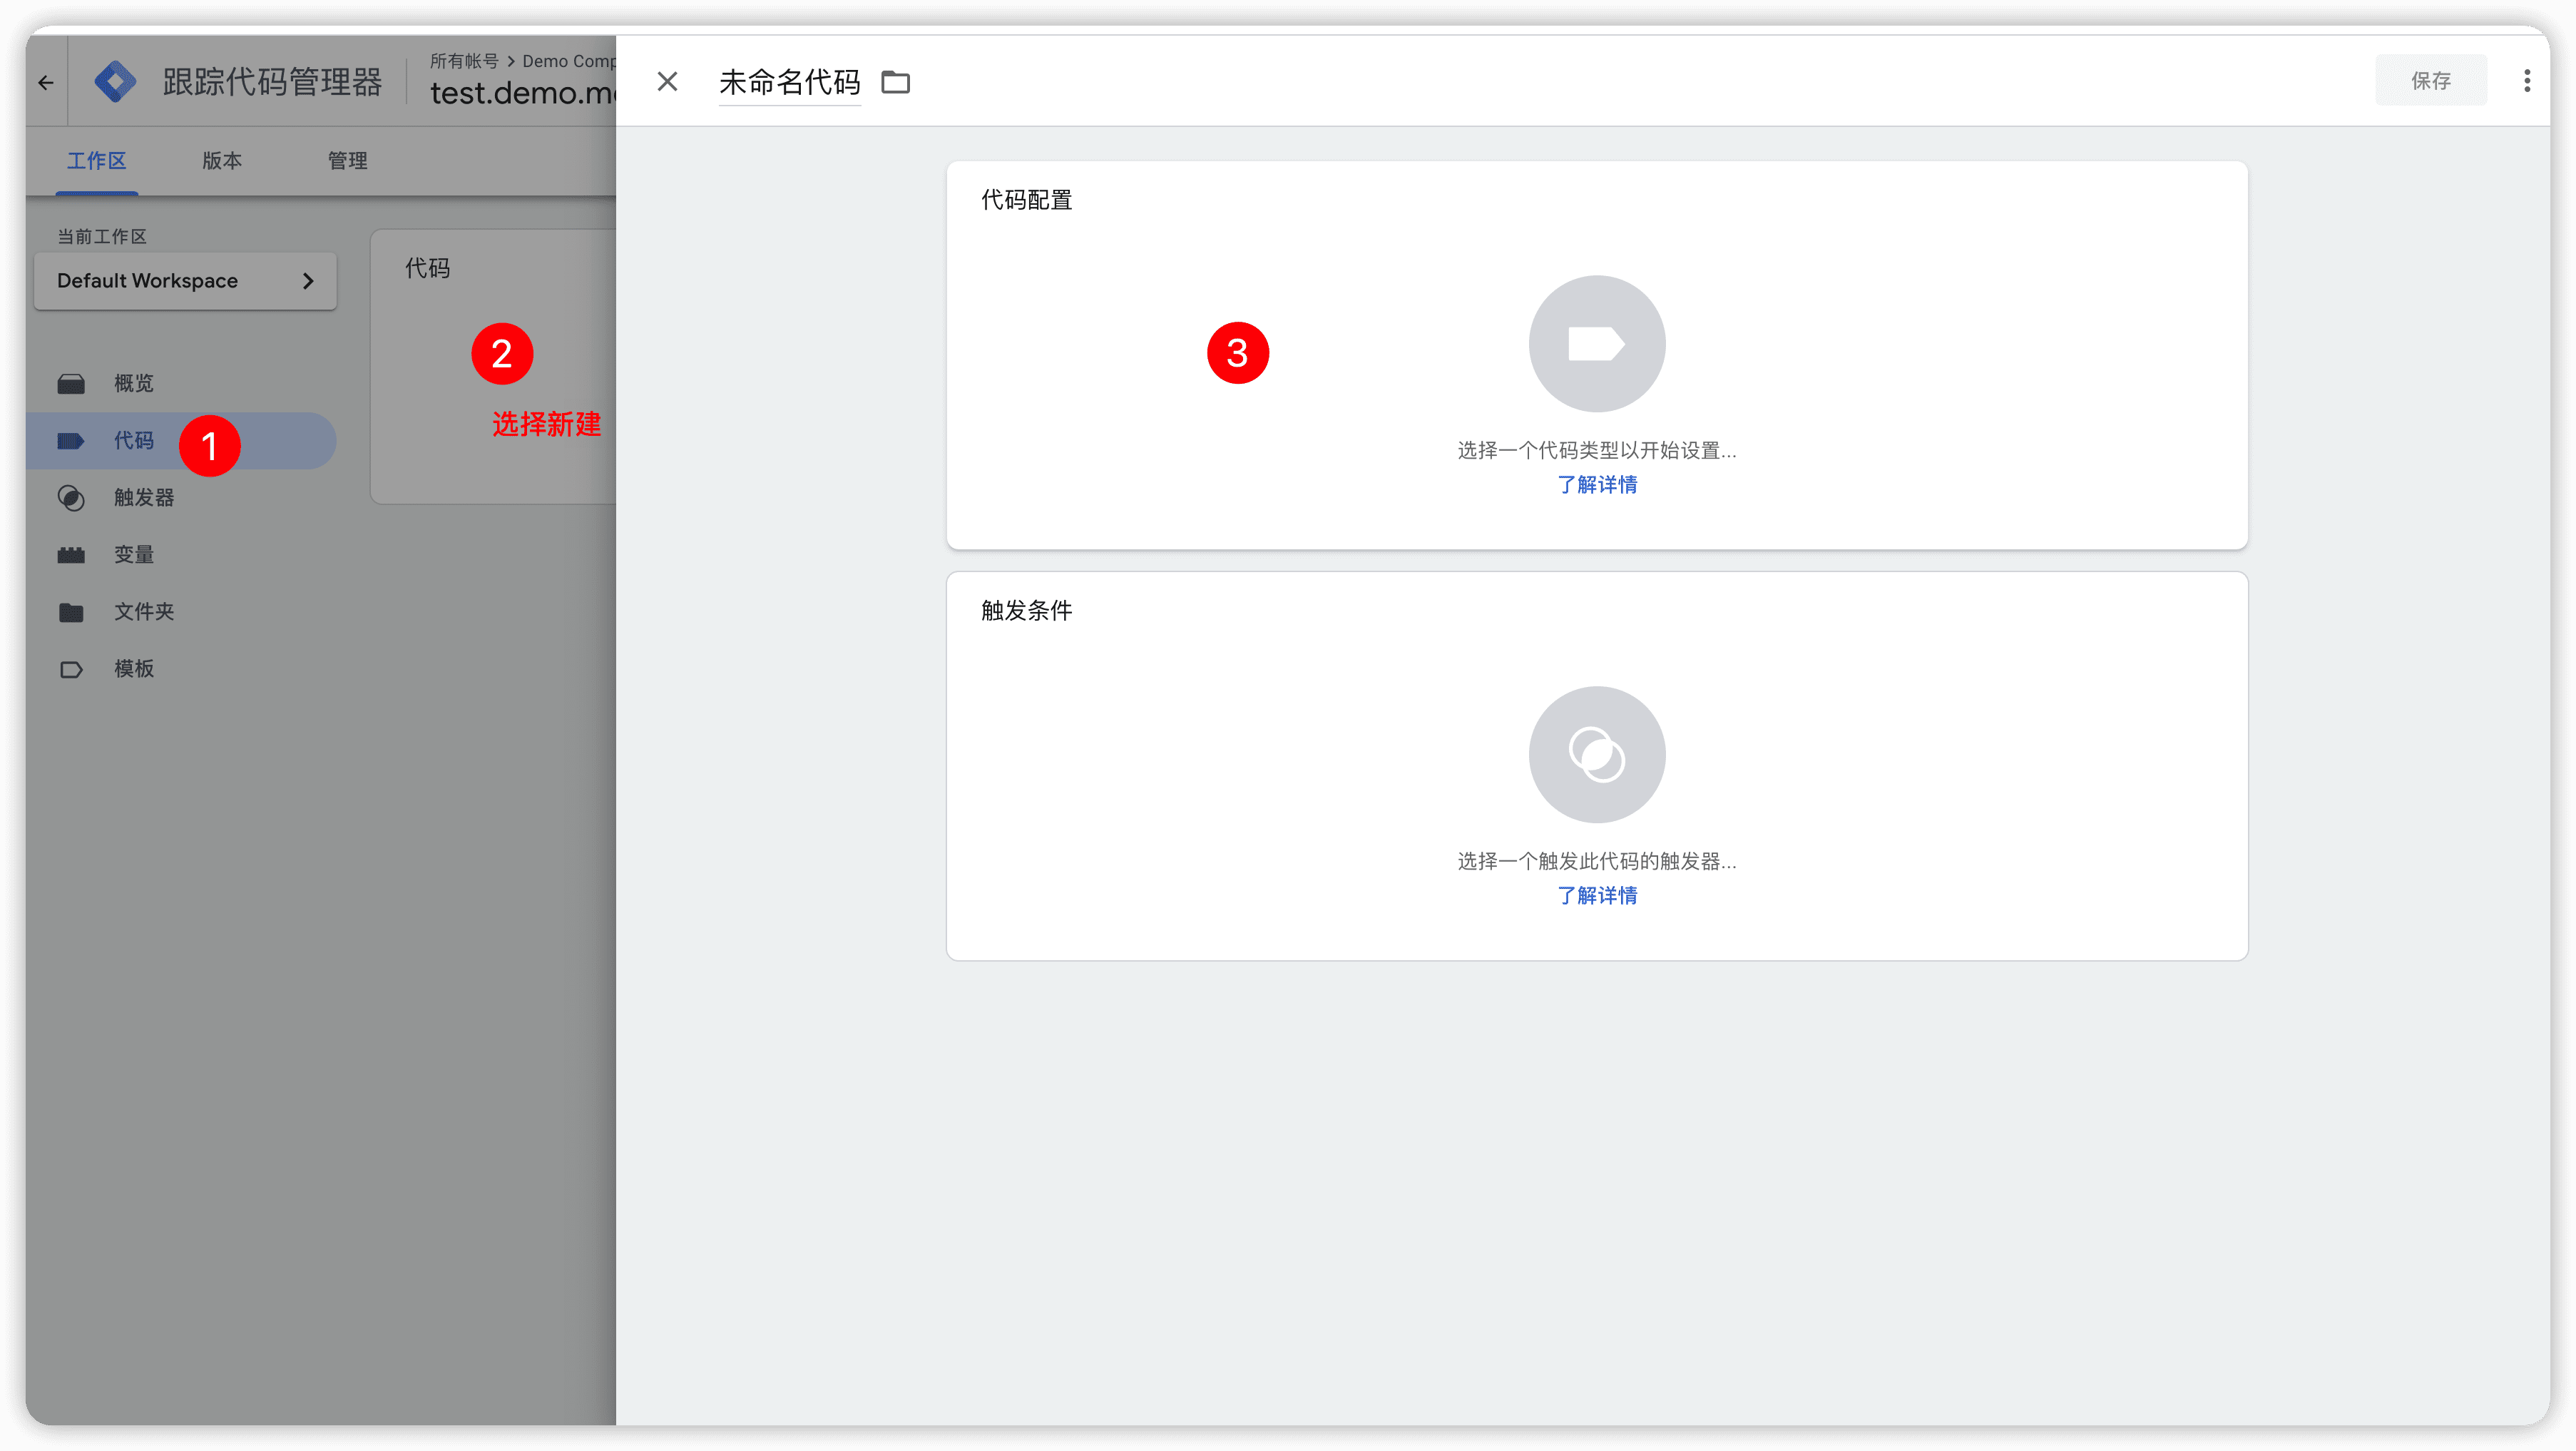 跟踪代码管理器
所有帐号 > Demo Comp
test.demo.m
未命名代码
保存
工作区
版本
管理
当前工作区
Default Workspace
概览
代码
1
触发器
变量
文件夹
模板
代码
2
选择新建
代码配置
3
选择一个代码类型以开始设置...
了解详情
触发条件
选择一个触发此代码的触发器...
了解详情